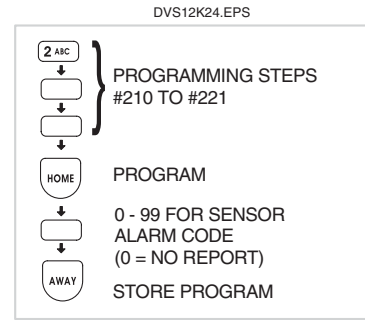 DVS12K24.EPS
2 ABC
PROGRAMMING STEPS
#210 TO #221
HOME
PROGRAM
0 - 99 FOR SENSOR
ALARM CODE
(0 = NO REPORT)
AWAY
STORE PROGRAM